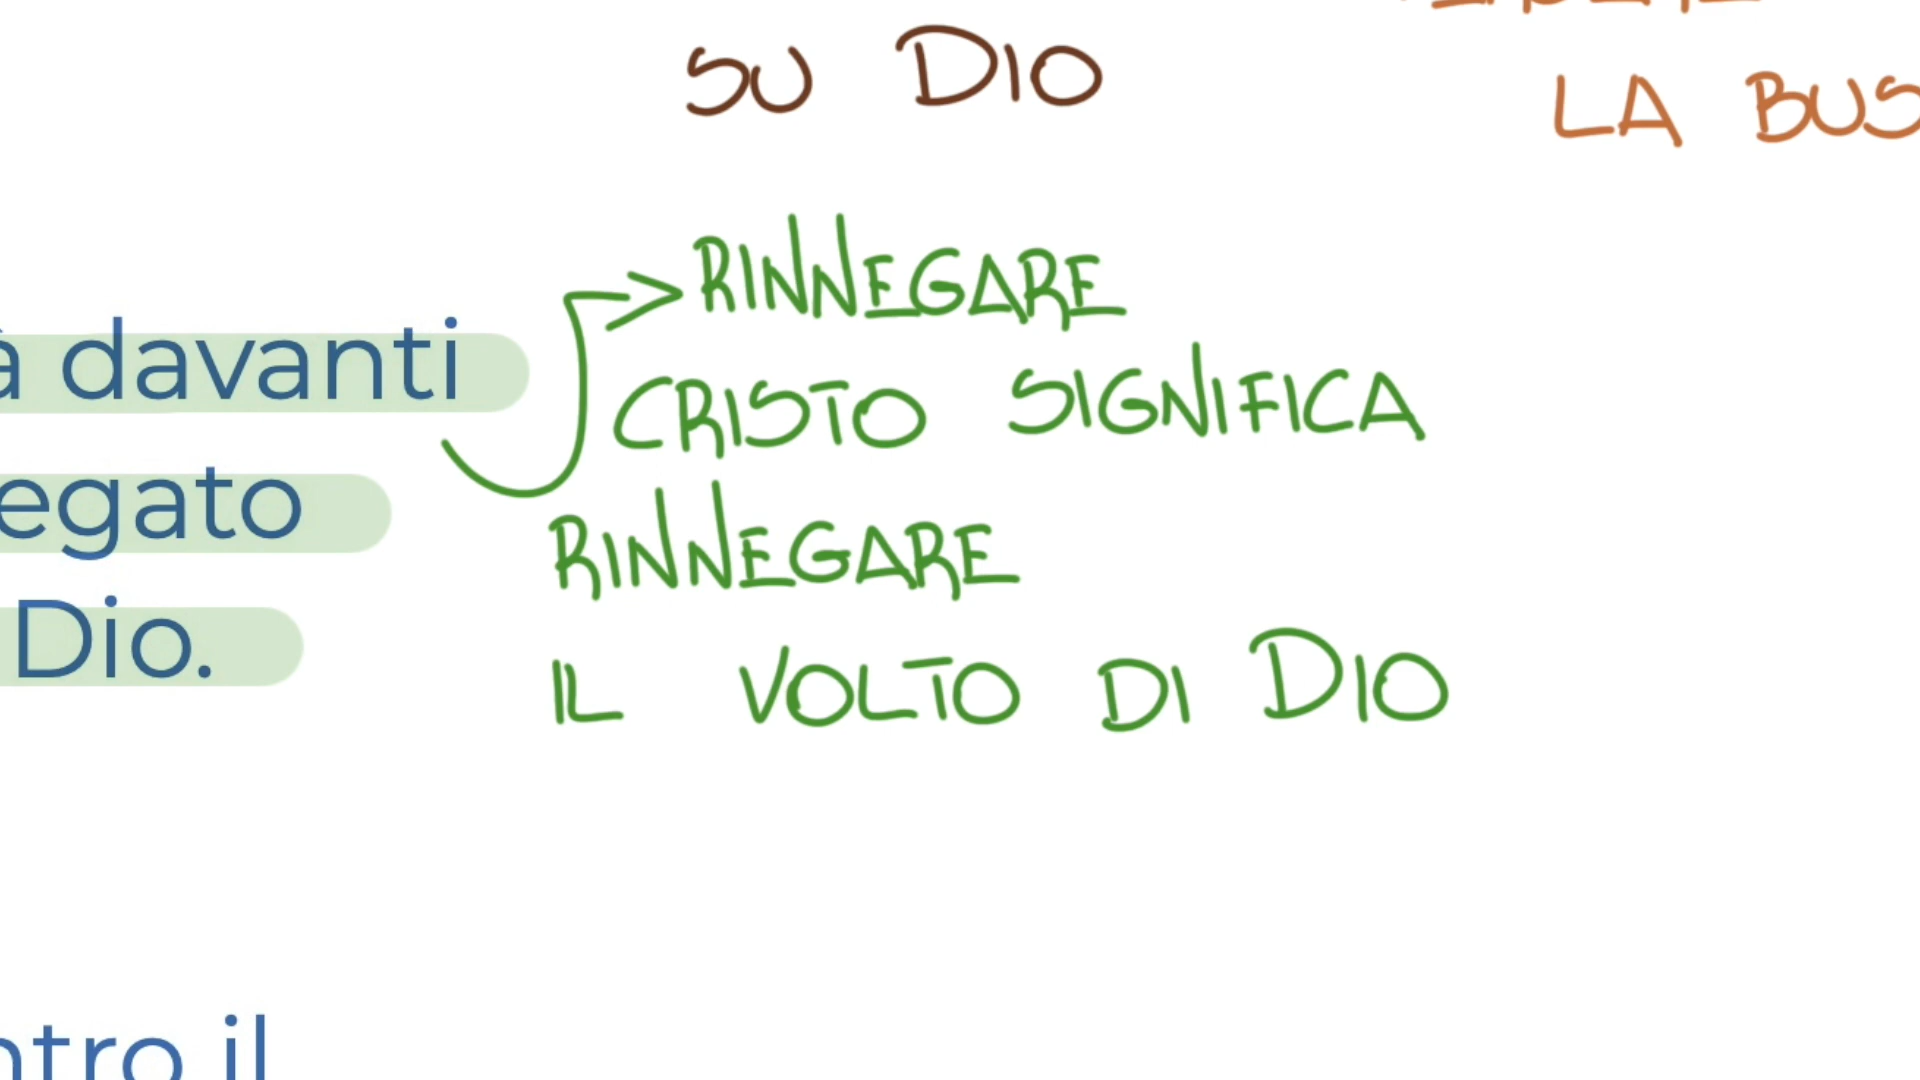 SU DIO
LA BUS
RINNEGARE
CRISTO SIGNIFICA
RINNEGARE
IL VOLTO DI DIO
à davanti
egato
Dio.
ntro il